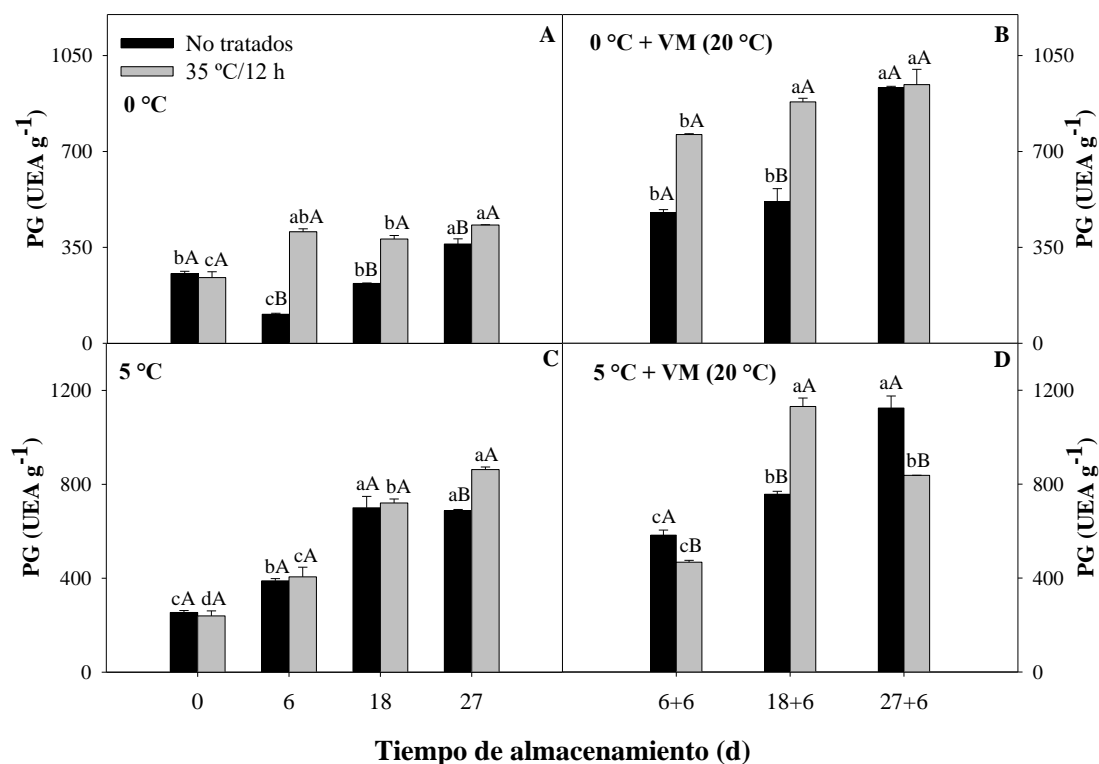 A
No tratados
35 ºC/12 h
0 °C
PG (UEA g-1)
1050
700
350
0
bA
cA
cB
abA
bB
bA
aB
aA
B
0 °C + VM (20 °C)
bA
bA
bB
aA
aA
aA
1050
700
350
0
PG (UEA g-1)
C
5 °C
PG (UEA g-1)
1200
800
400
0
cA
dA
bA
cA
aA
bA
aB
aA
0
6
18
27
D
5 °C + VM (20 °C)
cA
cB
bB
aA
aA
bB
1200
800
400
0
PG (UEA g-1)
6+6
18+6
27+6
Tiempo de almacenamiento (d)